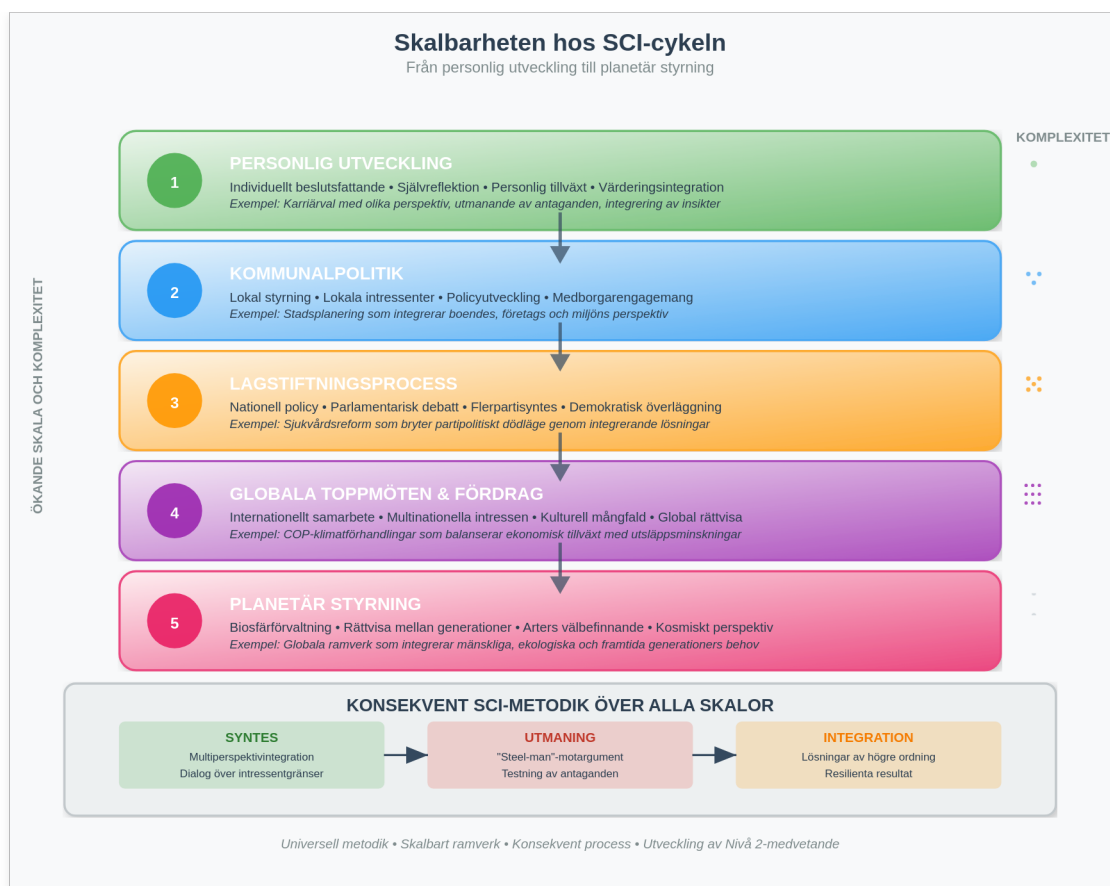 Skalbarheten hos SCI-cykeln
Från personlig utveckling till planetär styrning
KOMPLEXITET
ÖKANDE SKALA OCH KOMPLEXITET
1
PERSONLIG UTVECKLING
Individuellt beslutsfattande • Självreflektion • Personlig tillväxt • Värderingsintegration
Exempel: Karriärval med olika perspektiv, utmanande av antaganden, integrering av insikter
2
KOMMUNALPOLITIK
Lokal styrning • Lokala intressenter • Policyutveckling • Medborgarengagemang
Exempel: Stadsplanering som integrerar boendes, företags och miljöns perspektiv
3
LAGSTIFTNINGSPROCESS
Nationell policy • Parlamentarisk debatt • Flerpartisyntes • Demokratisk överläggning
Exempel: Sjukvårdsreform som bryter partipolitiskt dödläge genom integrerande lösningar
4
GLOBALA TOPPMÖTEN & FÖRDRAG
Internationellt samarbete • Multinationella intressen • Kulturell mångfald • Global rättvisa
Exempel: COP-klimatförhandlingar som balanserar ekonomisk tillväxt med utsläppsminskningar
5
PLANETÄR STYRNING
Biosfärförvaltning • Rättvisa mellan generationer • Arters välbefinnande • Kosmiskt perspektiv
Exempel: Globala ramverk som integrerar mänskliga, ekologiska och framtida generationers behov
KONSEKVENT SCI-METODIK ÖVER ALLA SKALOR
SYNTES
Multiperspektivintegration
Dialog över intressentgränser
UTMANING
"Steel-man"-motargument
Testning av antaganden
INTEGRATION
Lösningar av högre ordning
Resilienta resultat
Universell metodik • Skalbart ramverk • Konsekvent process • Utveckling av Nivå 2-medvetande